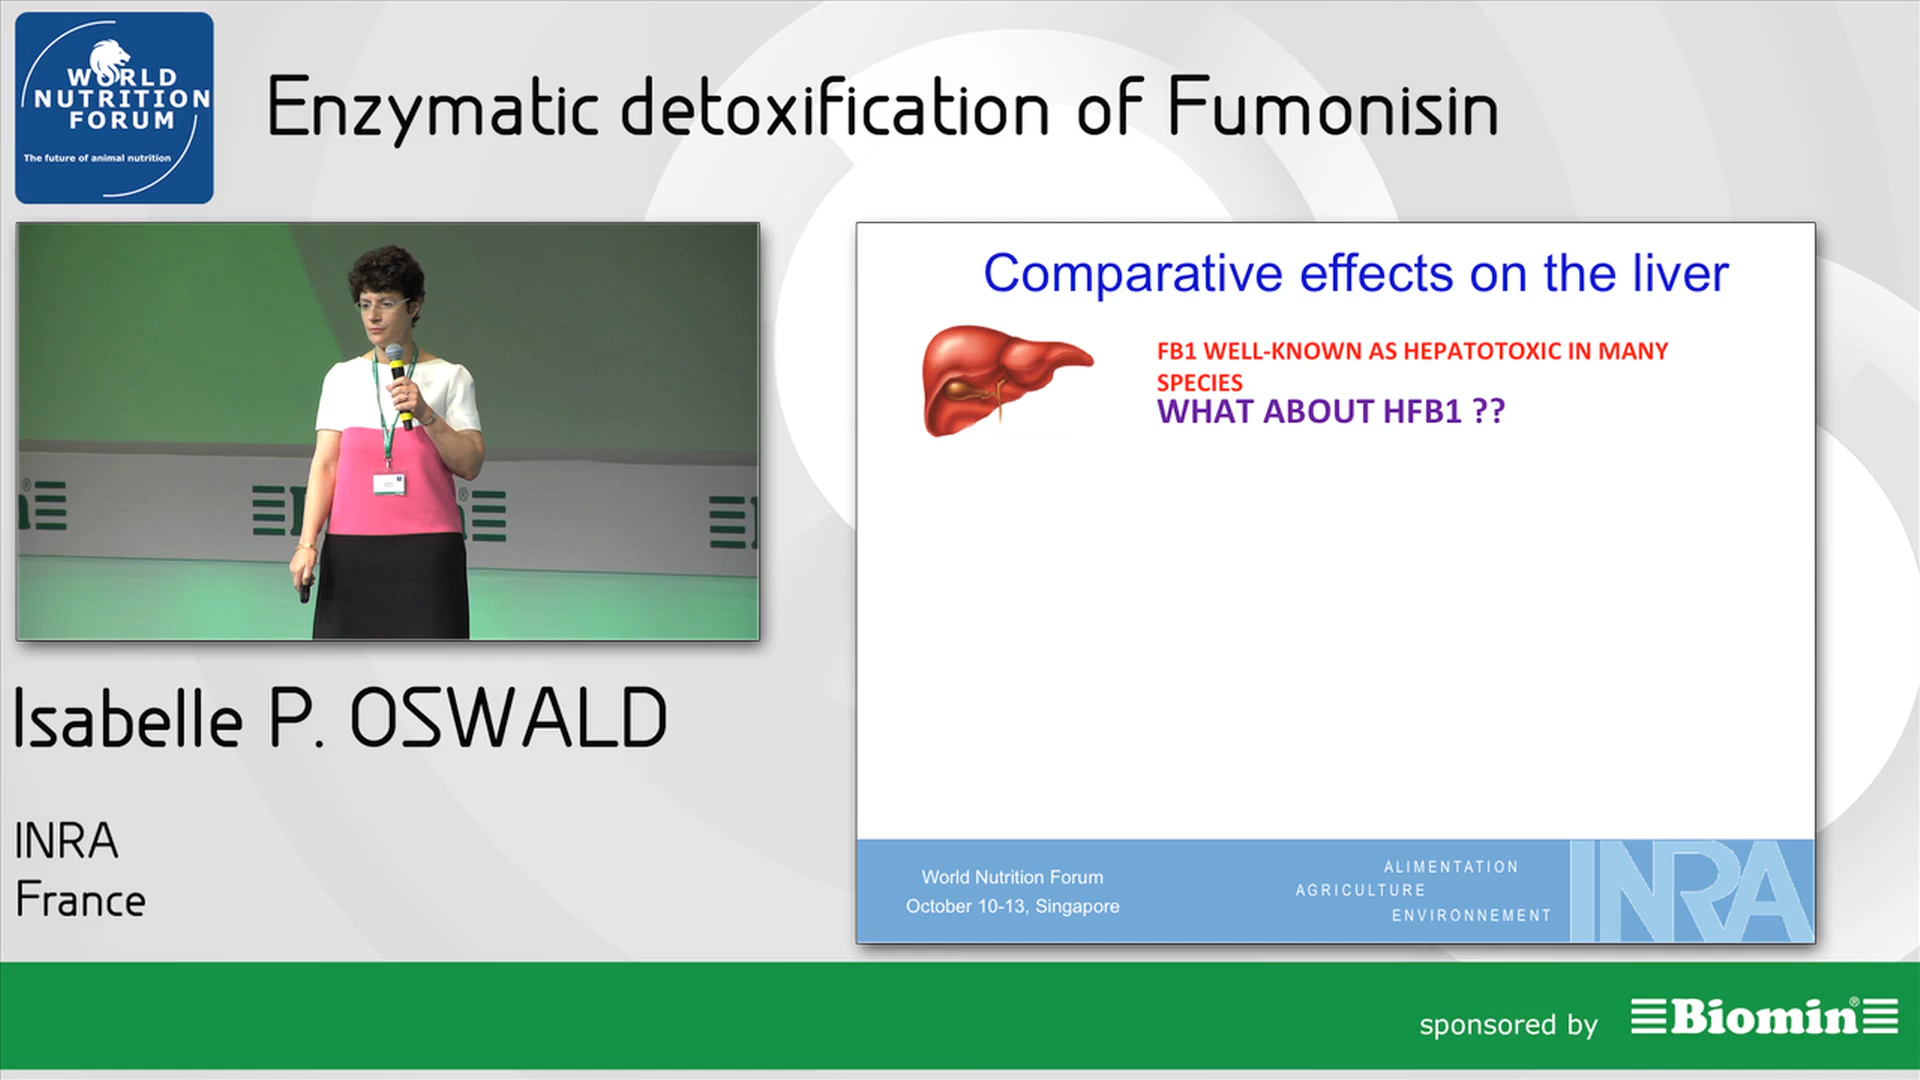 WORLD
NUTRITION
FORUM
The future of animal nutrition
Enzymatic detoxification of Fumonisin
Isabelle P. OSWALD
INRA
France
Comparative effects on the liver
FB1 WELL-KNOWN AS HEPATOTOXIC IN MANY
SPECIES
WHAT ABOUT HFB1 ??
World Nutrition Forum
October 10-13, Singapore
ALIMENTATION
AGRICULTURE
ENVIRONNEMENT
INRA
sponsored by
Biomin®